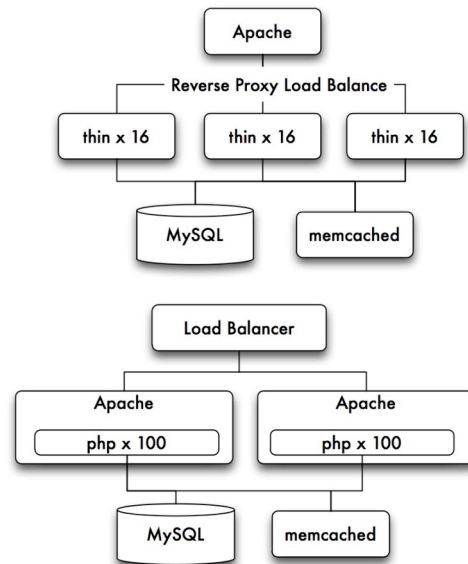 Apache
Reverse Proxy Load Balance
thin x 16 thin x 16 thin x 16
MySQL memcached
Load Balancer
Apache Apache
php x 100 php x 100
MySQL memcached